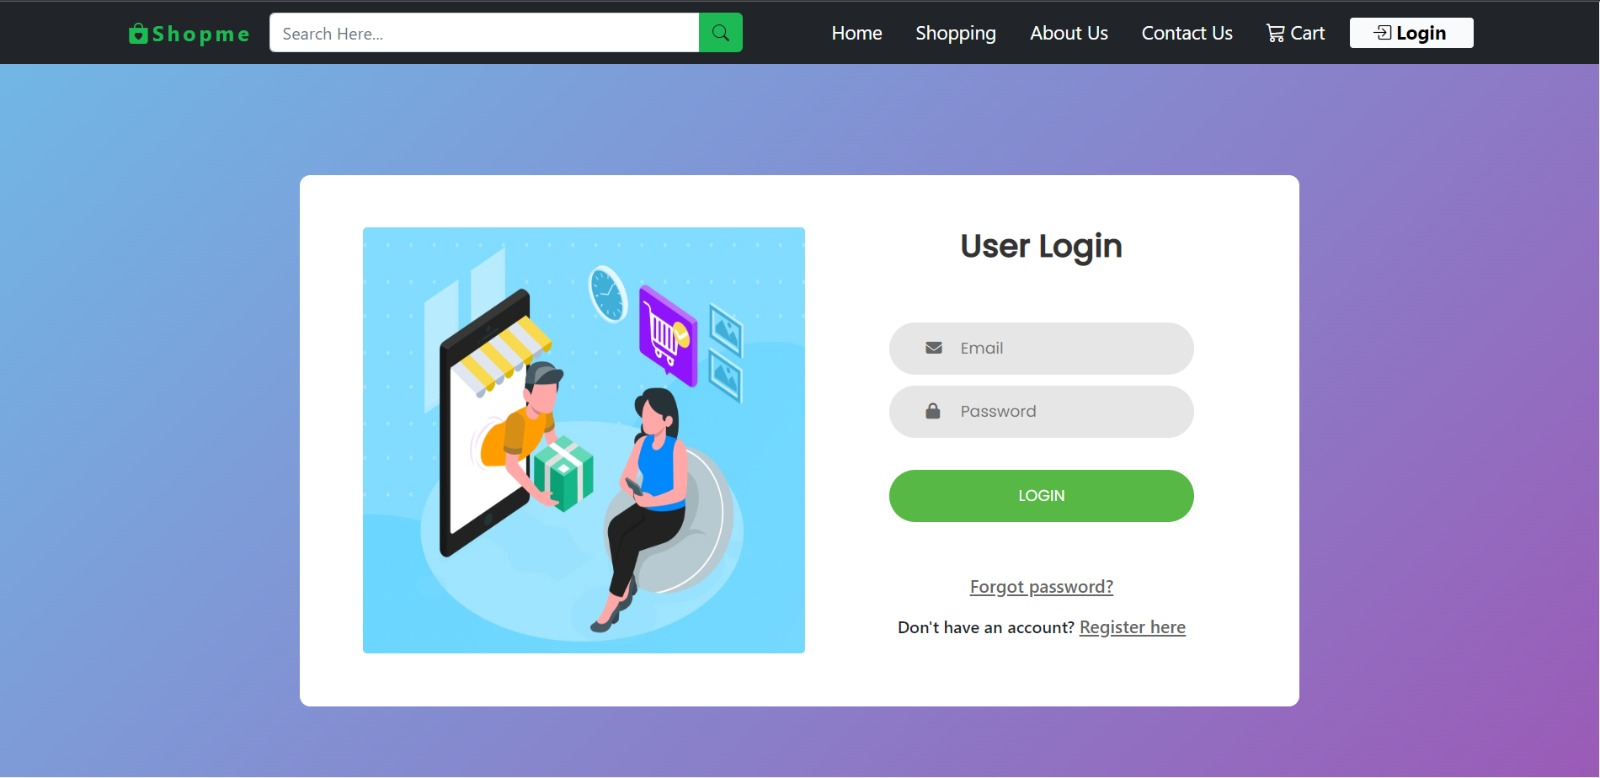 Shopme
Search Here...
Home
Shopping
About Us
Contact Us
Cart
Login
User Login
Email
Password
LOGIN
Forgot password?
Don't have an account? Register here